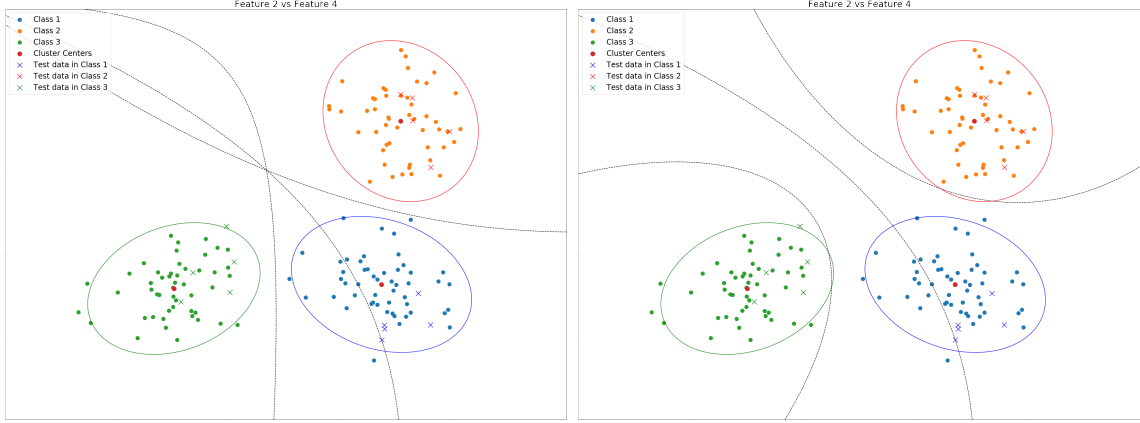 Feature 2 vs Feature 4
Class 1
Class 2
Class 3
Cluster Centers
Test data in Class 1
Test data in Class 2
Test data in Class 3
Feature 2 vs Feature 4
Class 1
Class 2
Class 3
Cluster Centers
Test data in Class 1
Test data in Class 2
Test data in Class 3